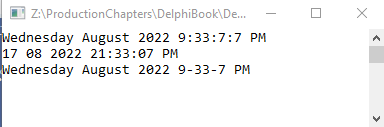 Z:\ProductionChapters\DelphiBook\De...
Wednesday August 2022 9:33:7:7 PM
17 08 2022 21:33:07 PM
Wednesday August 2022 9-33-7 PM